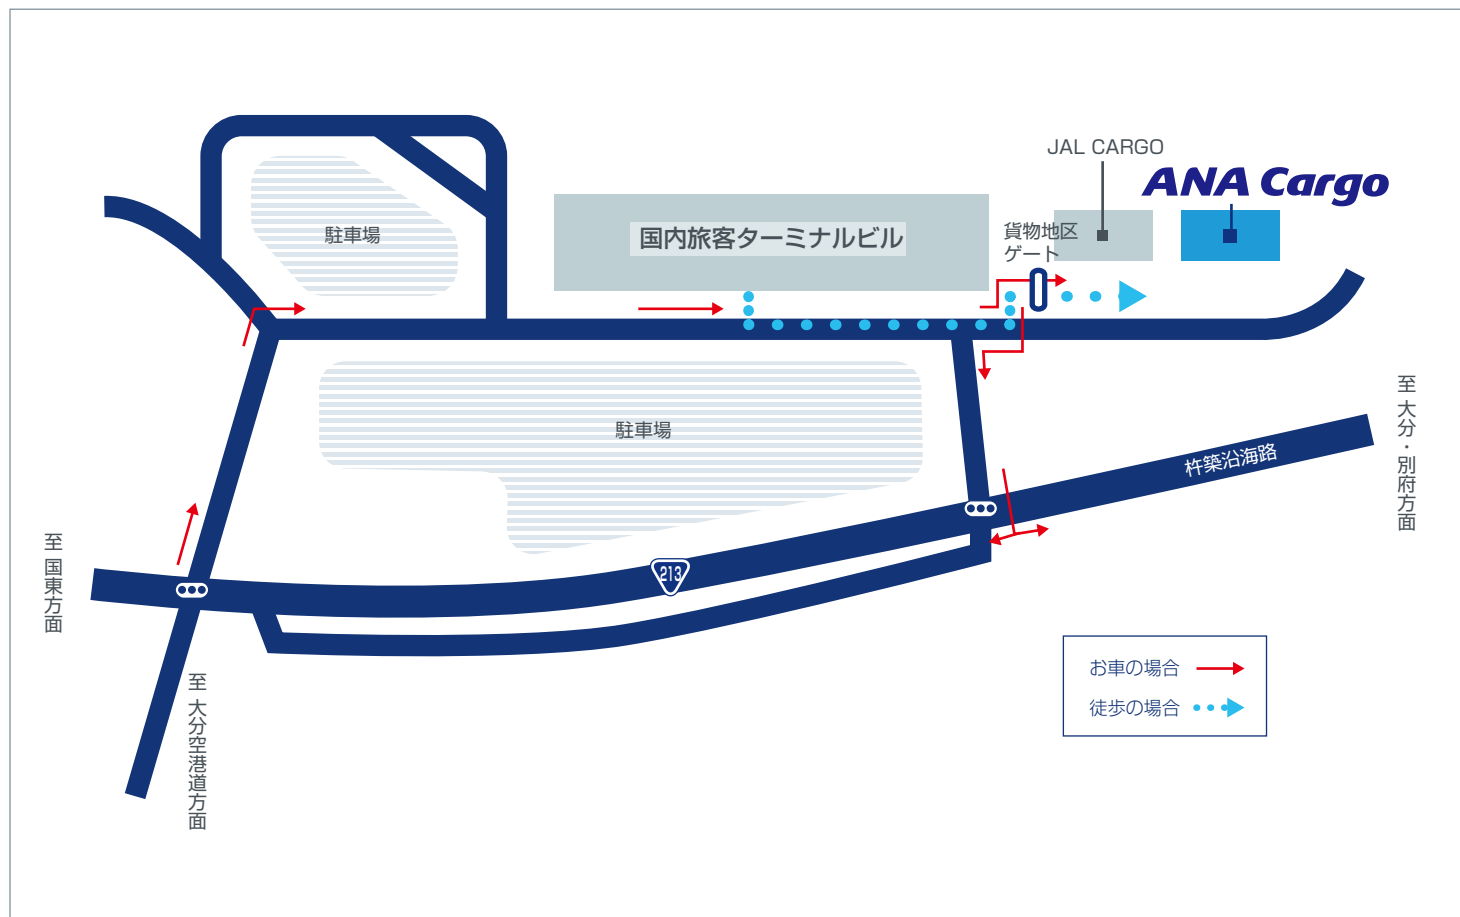 JAL CARGO
ANA Cargo
国内旅客ターミナルビル
貨物地区
ゲート
駐車場
駐車場
至 大分・別府方面
杵築沿海路
至 国東方面
213
至 大分空港道方面
お車の場合
徒歩の場合